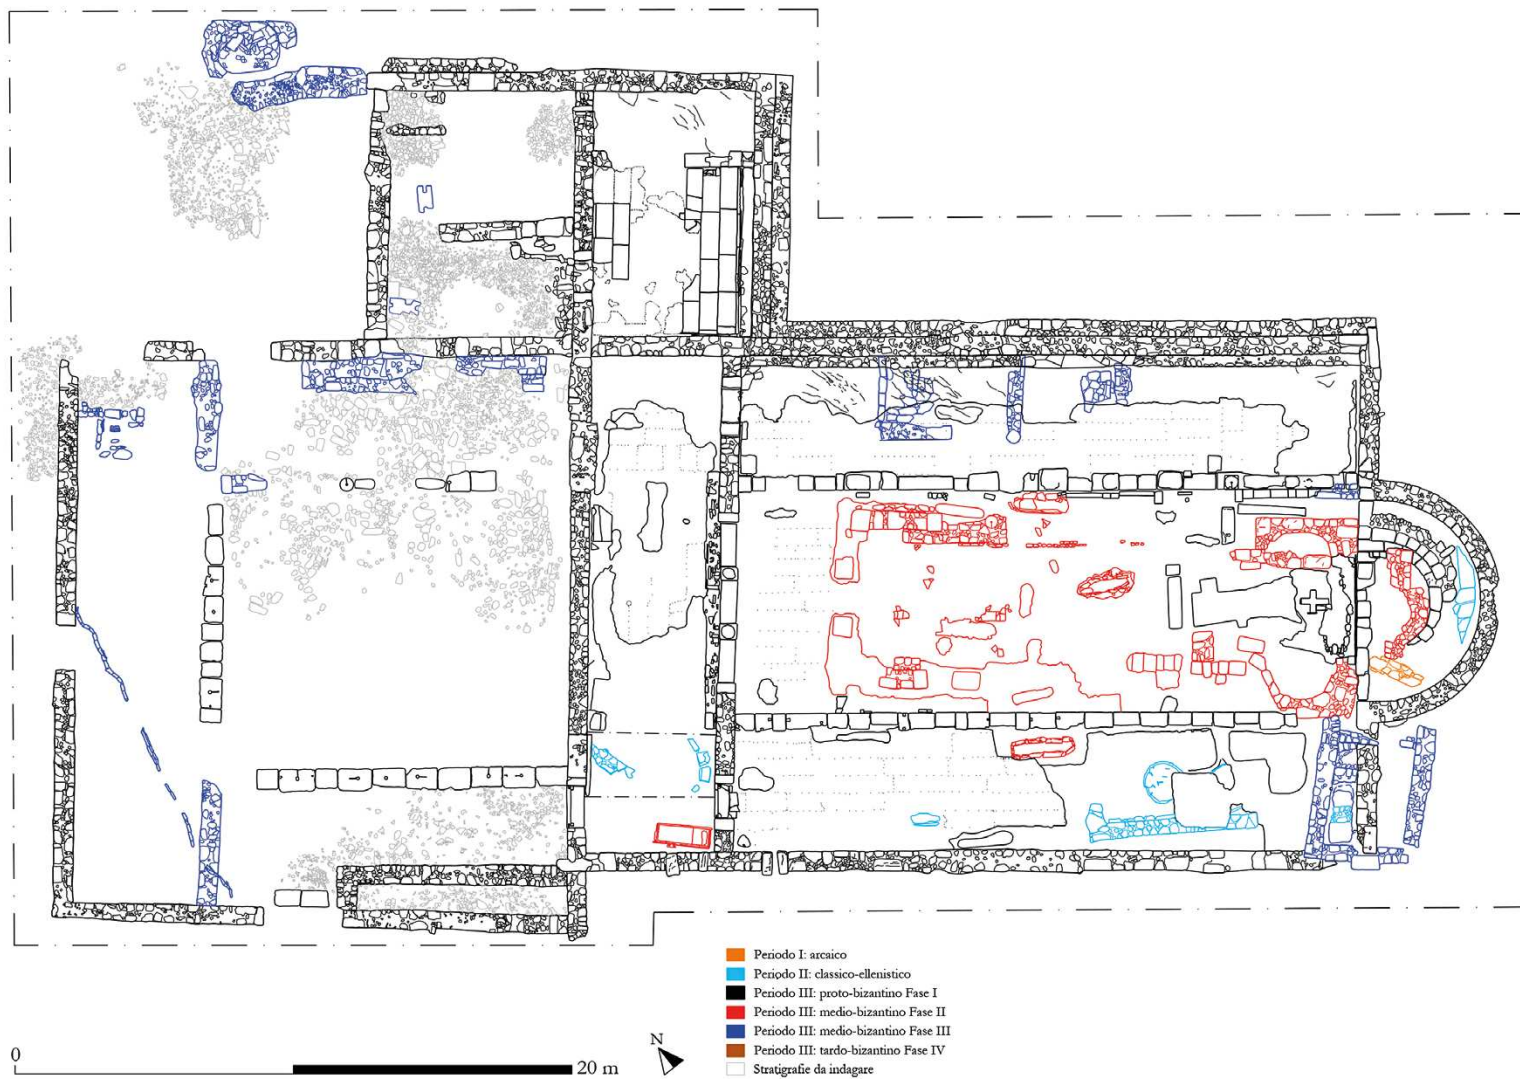 Periodo I: arcaico
Periodo II: classico-ellenistico
Periodo III: proto-bizantino Fase I
Periodo III: medio-bizantino Fase II
Periodo III: medio-bizantino Fase III
Periodo III: tardo-bizantino Fase IV
Stratigrafie da indagare
0
20 m
N